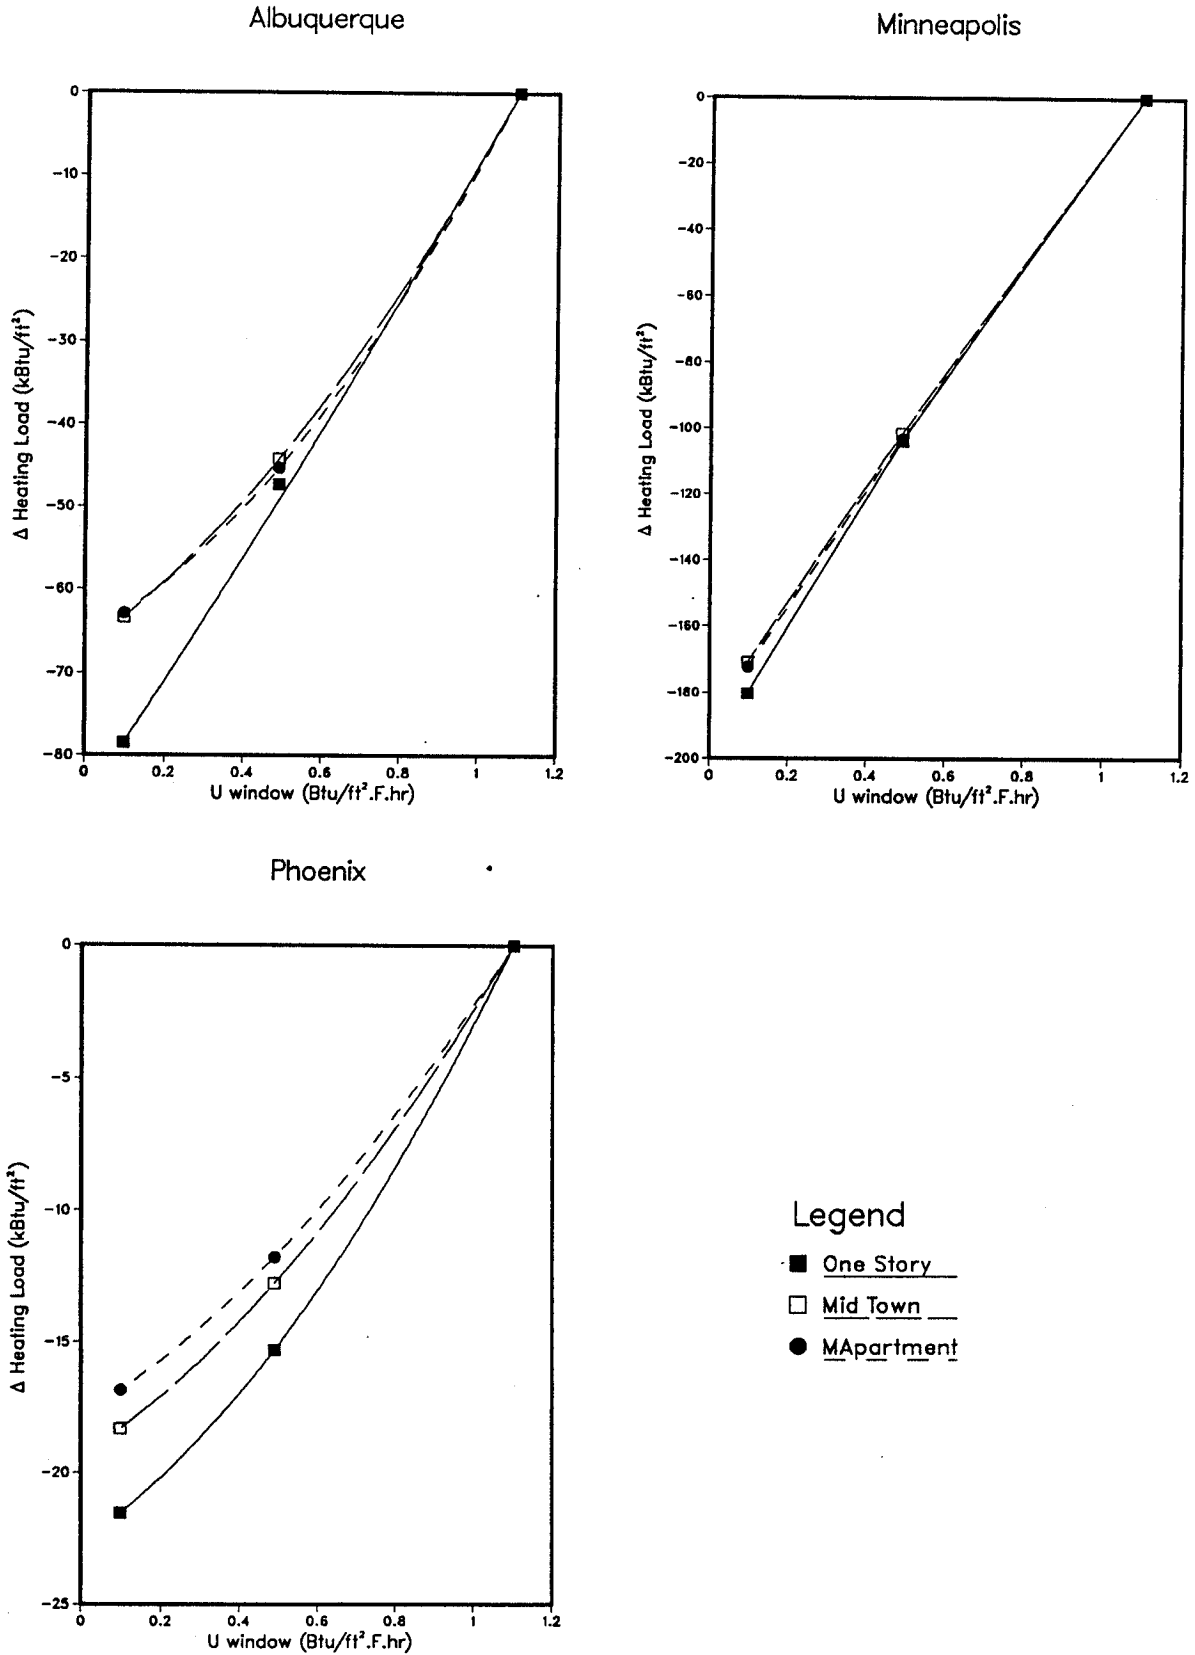 Albuquerque
0
-10
-20
-30
-40
-50
-60
-70
-80
0 0.2 0.4 0.6 0.8 1 1.2
Δ Heating Load (kBtu/ft²)
U window (Btu/ft².F.hr)
Minneapolis
0
-20
-40
-60
-80
-100
-120
-140
-160
-180
-200
0 0.2 0.4 0.6 0.8 1 1.2
Δ Heating Load (kBtu/ft²)
U window (Btu/ft².F.hr)
Phoenix
0
-5
-10
-15
-20
-25
0 0.2 0.4 0.6 0.8 1 1.2
Δ Heating Load (kBtu/ft²)
U window (Btu/ft².F.hr)
Legend
One Story
Mid Town
MApartment